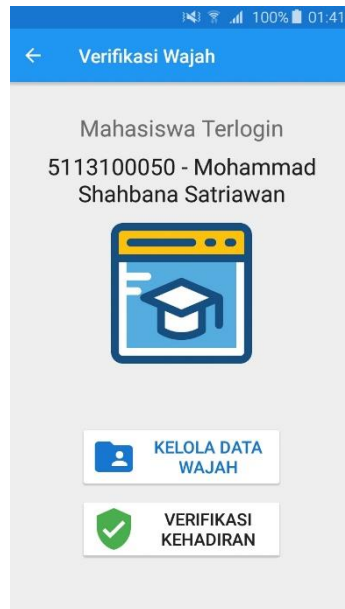 100% 01:41
Verifikasi Wajah
Mahasiswa Terlogin
5113100050 - Mohammad
Shahbana Satriawan
KELOLA DATA
WAJAH
VERIFIKASI
KEHADIRAN